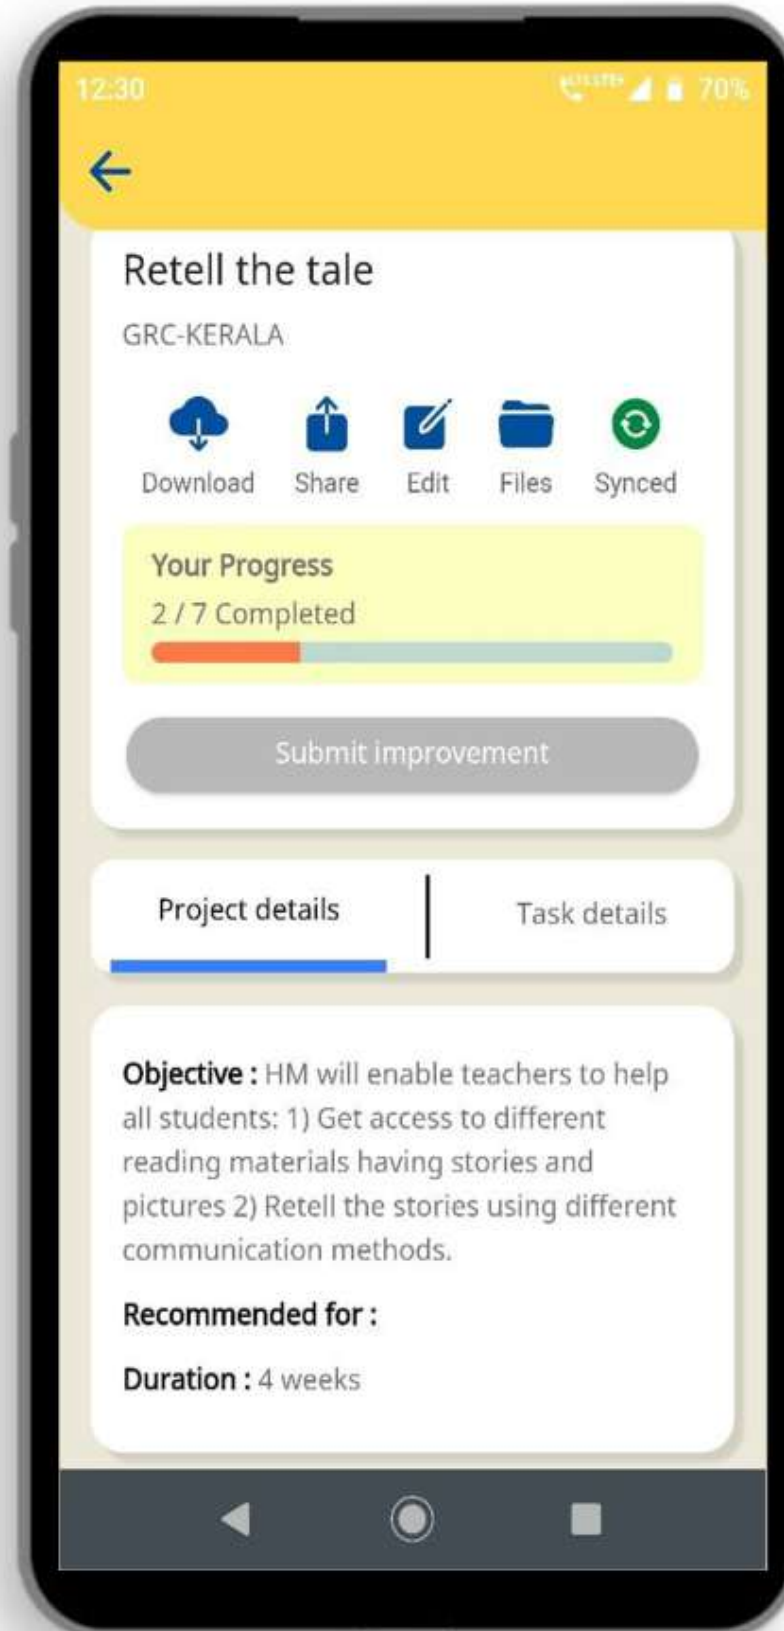 12:30
70%
Retell the tale
GRC-KERALA
Download Share Edit Files Synced
Your Progress
2 / 7 Completed
Submit improvement
Project details
Task details
Objective : HM will enable teachers to help
all students: 1) Get access to different
reading materials having stories and
pictures 2) Retell the stories using different
communication methods.
Recommended for :
Duration : 4 weeks